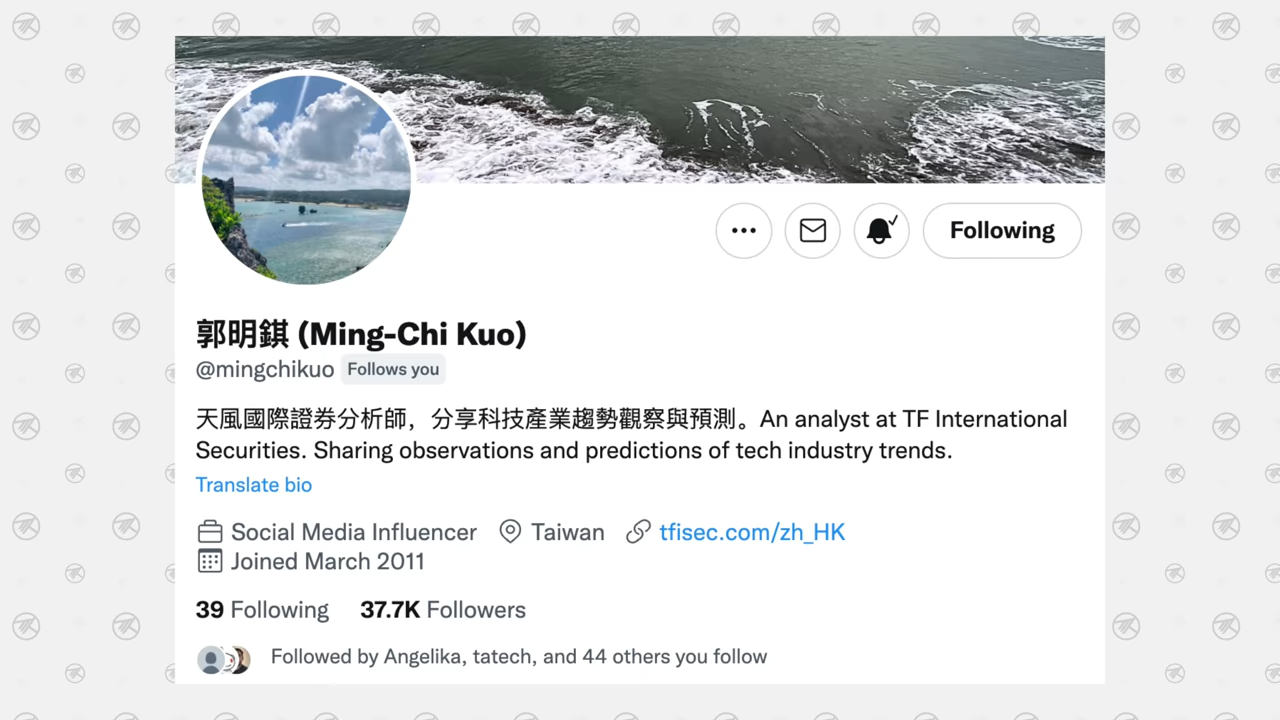 Following
郭明錤 (Ming-Chi Kuo)
@mingchikuo Follows you
天風國際證券分析師，分享科技產業趨勢觀察與預測。An analyst at TF International
Securities. Sharing observations and predictions of tech industry trends.
Translate bio
Social Media Influencer Taiwan tfisec.com/zh_HK
Joined March 2011
39 Following 37.7K Followers
Followed by Angelika, tatech, and 44 others you follow